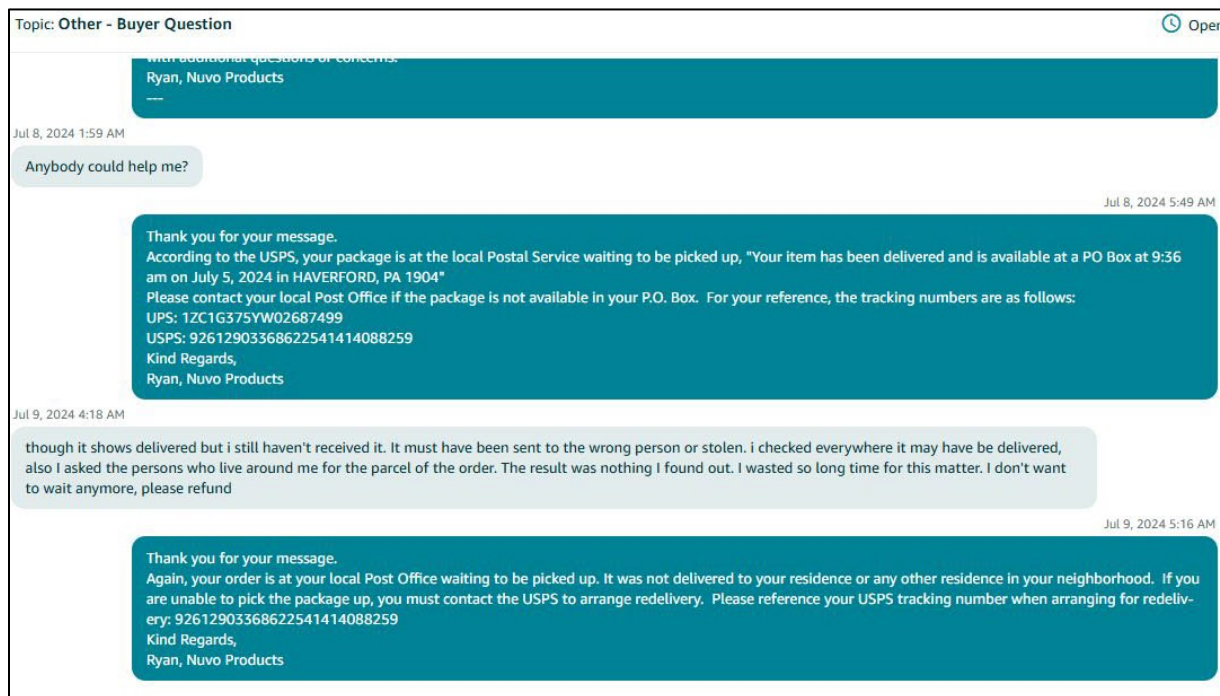 Topic: Other - Buyer Question
Open
with additional questions or concerns.
Ryan, Nuvo Products
---
Jul 8, 2024 1:59 AM
Anybody could help me?
Jul 8, 2024 5:49 AM
Thank you for your message.
According to the USPS, your package is at the local Postal Service waiting to be picked up, "Your item has been delivered and is available at a PO Box at 9:36
am on July 5, 2024 in HAVERFORD, PA 1904"
Please contact your local Post Office if the package is not available in your P.O. Box.  For your reference, the tracking numbers are as follows:
UPS: 1ZC1G375YW02687499
USPS: 92612903368622541414088259
Kind Regards,
Ryan, Nuvo Products
Jul 9, 2024 4:18 AM
though it shows delivered but i still haven't received it. It must have been sent to the wrong person or stolen. i checked everywhere it may have be delivered,
also I asked the persons who live around me for the parcel of the order. The result was nothing I found out. I wasted so long time for this matter. I don't want
to wait anymore, please refund
Jul 9, 2024 5:16 AM
Thank you for your message.
Again, your order is at your local Post Office waiting to be picked up. It was not delivered to your residence or any other residence in your neighborhood.  If you
are unable to pick the package up, you must contact the USPS to arrange redelivery.  Please reference your USPS tracking number when arranging for redeliv-
ery: 92612903368622541414088259
Kind Regards,
Ryan, Nuvo Products